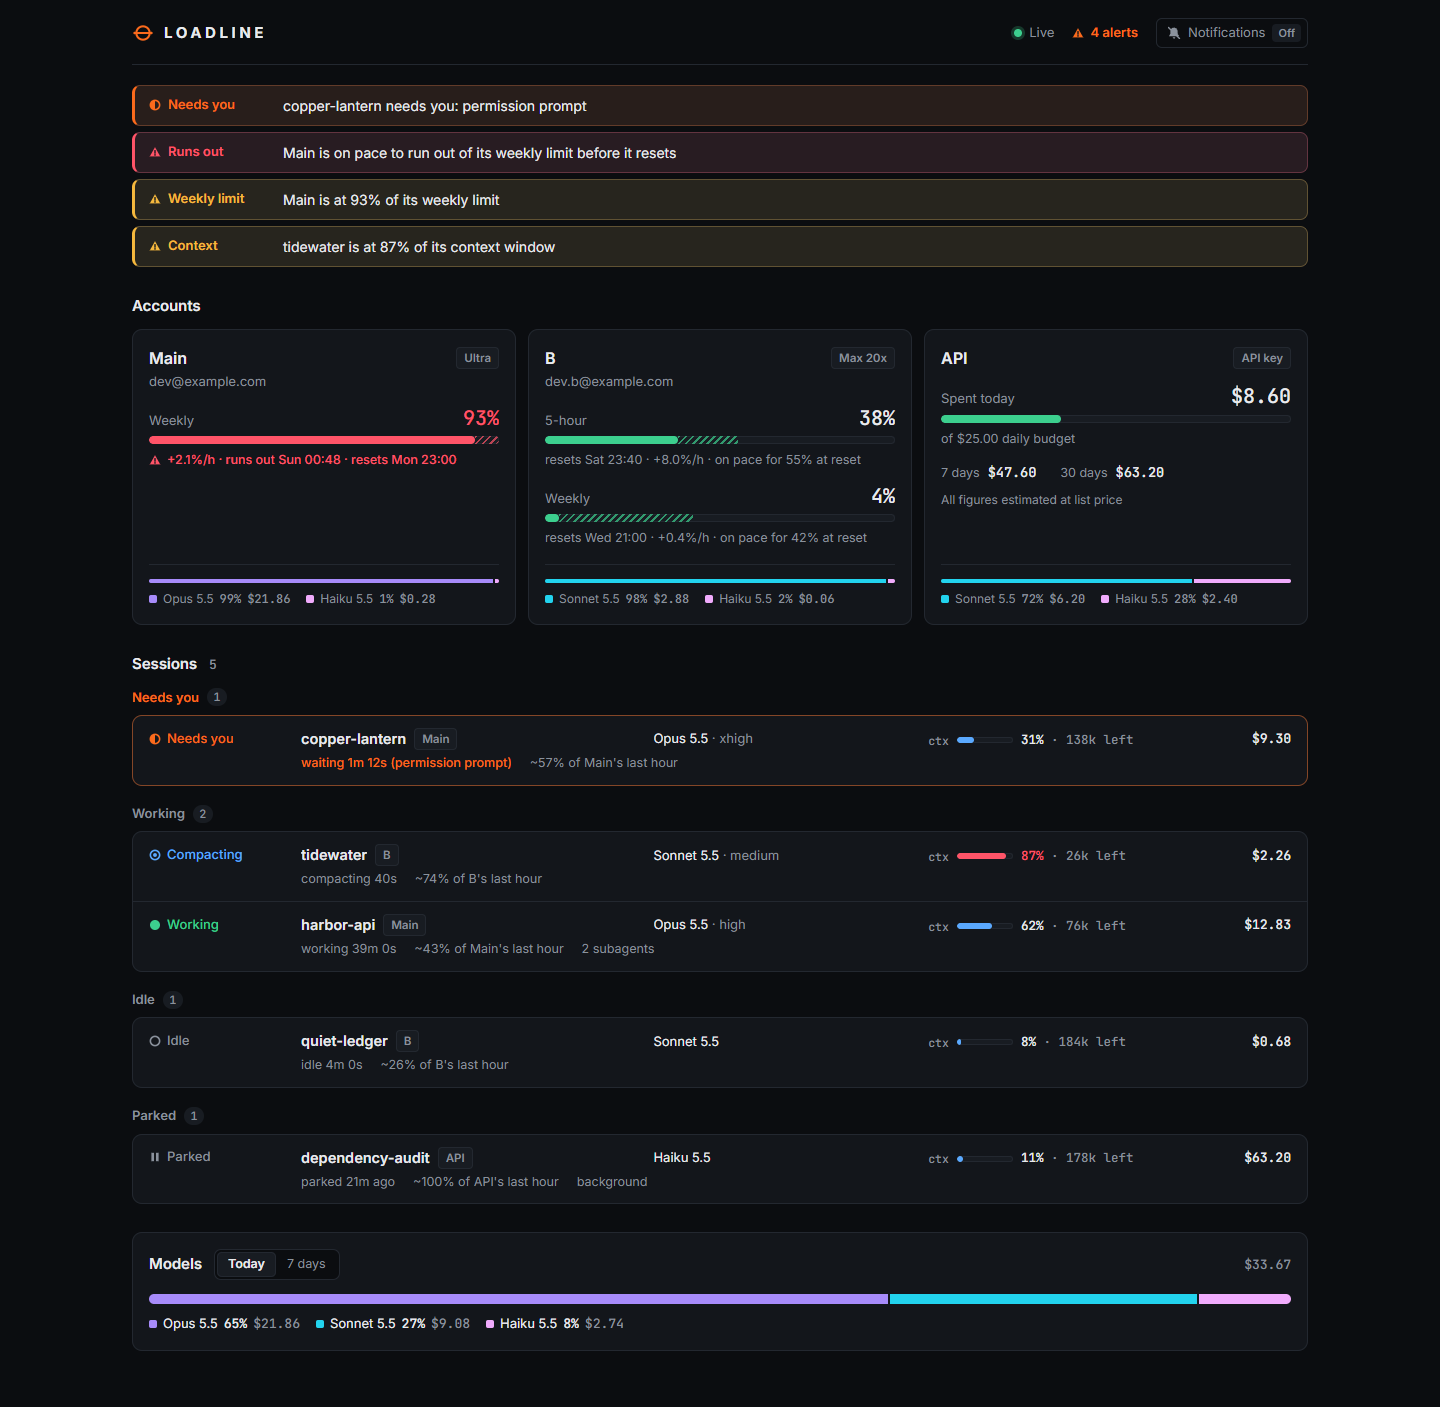 LOADLINE Live 4 alerts Notifications Off
Needs you copper-lantern needs you: permission prompt
Runs out Main is on pace to run out of its weekly limit before it resets
Weekly limit Main is at 93% of its weekly limit
Context tidewater is at 87% of its context window
Accounts
Main Ultra
dev@example.com
Weekly 93%
+2.1%/h · runs out Sun 00:48 · resets Mon 23:00
Opus 5.5 99% $21.86 Haiku 5.5 1% $0.28
B Max 20x
dev.b@example.com
5-hour 38%
resets Sat 23:40 · +8.0%/h · on pace for 55% at reset
Weekly 4%
resets Wed 21:00 · +0.4%/h · on pace for 42% at reset
Sonnet 5.5 98% $2.88 Haiku 5.5 2% $0.06
API API key
Spent today $8.60
of $25.00 daily budget
7 days $47.60 30 days $63.20
All figures estimated at list price
Sonnet 5.5 72% $6.20 Haiku 5.5 28% $2.40
Sessions 5
Needs you 1
Needs you copper-lantern Main Opus 5.5 · xhigh ctx 31% · 138k left $9.30
waiting 1m 12s (permission prompt) ~57% of Main's last hour
Working 2
Compacting tidewater B Sonnet 5.5 · medium ctx 87% · 26k left $2.26
compacting 40s ~74% of B's last hour
Working harbor-api Main Opus 5.5 · high ctx 62% · 76k left $12.83
working 39m 0s ~43% of Main's last hour 2 subagents
Idle 1
Idle quiet-ledger B Sonnet 5.5 ctx 8% · 184k left $0.68
idle 4m 0s ~26% of B's last hour
Parked 1
Parked dependency-audit API Haiku 5.5 ctx 11% · 178k left $63.20
parked 21m ago ~100% of API's last hour background
Models Today 7 days $33.67
Opus 5.5 65% $21.86 Sonnet 5.5 27% $9.08 Haiku 5.5 8% $2.74